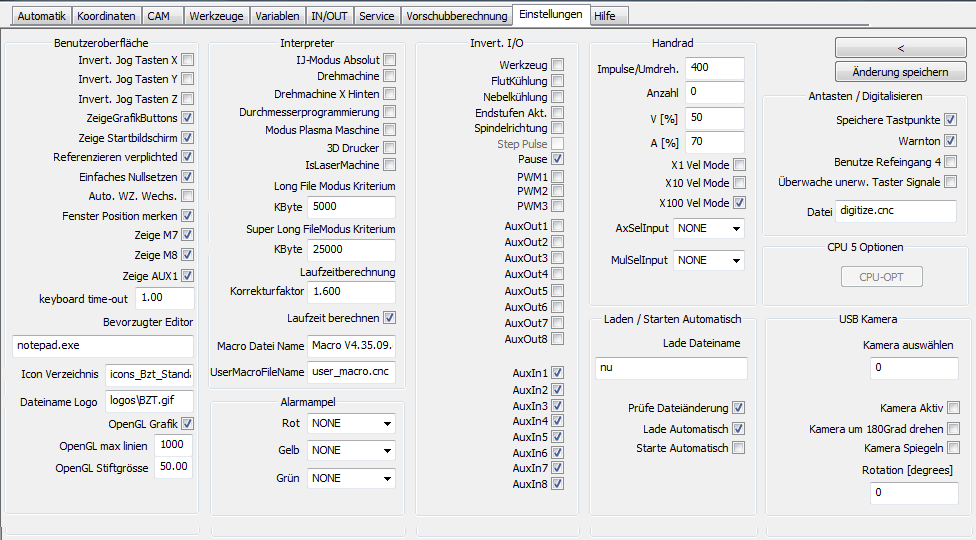 Automatik Koordinaten CAM Werkzeuge Variablen IN/OUT Service Vorschubberechnung Einstellungen Hilfe
Benutzeroberfläche
Invert. Jog Tasten X
Invert. Jog Tasten Y
Invert. Jog Tasten Z
ZeigeGrafikButtons
Zeige Startbildschirm
Referenzieren verplichted
Einfaches Nullsetzen
Auto. WZ. Wechs.
Fenster Position merken
Zeige M7
Zeige M8
Zeige AUX1
keyboard time-out 1.00
Bevorzugter Editor
notepad.exe
Icon Verzeichnis icons_Bzt_Stand
Dateiname Logo logos\BZT.gif
OpenGL Grafik
OpenGL max linien 1000
OpenGL Stiftgrösse 50.00
Interpreter
IJ-Modus Absolut
Drehmachine
Drehmachine X Hinten
Durchmesserprogrammierung
Modus Plasma Maschine
3D Drucker
IsLaserMachine
Long File Modus Kriterium
KByte 5000
Super Long FileModus Kriterium
KByte 25000
Laufzeitberechnung
Korrekturfaktor 1.600
Laufzeit berechnen
Macro Datei Name Macro V4.35.09.
UserMacroFileName user_macro.cnc
Alarmampel
Rot NONE
Gelb NONE
Grün NONE
Invert. I/O
Werkzeug
FlutKühlung
Nebelkühlung
Endstufen Akt.
Spindelrichtung
Step Pulse
Pause
PWM1
PWM2
PWM3
AuxOut1
AuxOut2
AuxOut3
AuxOut4
AuxOut5
AuxOut6
AuxOut7
AuxOut8
AuxIn1
AuxIn2
AuxIn3
AuxIn4
AuxIn5
AuxIn6
AuxIn7
AuxIn8
Handrad
Impulse/Umdreh. 400
Anzahl 0
V [%] 50
A [%] 70
X1 Vel Mode
X10 Vel Mode
X100 Vel Mode
AxSelInput NONE
MulSelInput NONE
Laden / Starten Automatisch
Lade Dateiname
nu
Prüfe Dateiänderung
Lade Automatisch
Starte Automatisch
<
Änderung speichern
Antasten / Digitalisieren
Speichere Tastpunkte
Warnton
Benutze Refeingang 4
Überwache unerw. Taster Signale
Datei digitize.cnc
CPU 5 Optionen
CPU-OPT
USB Kamera
Kamera auswählen
0
Kamera Aktiv
Kamera um 180Grad drehen
Kamera Spiegeln
Rotation [degrees]
0